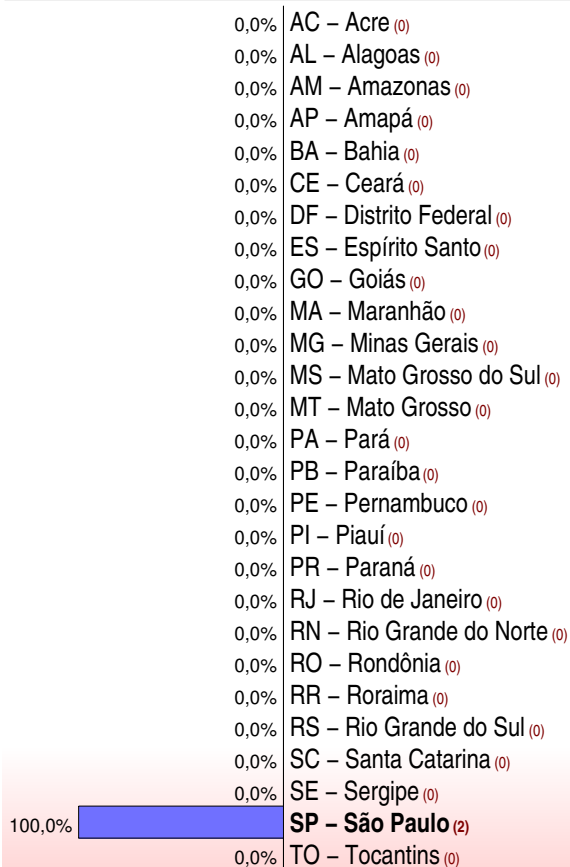 0,0% AC – Acre (0)
0,0% AL – Alagoas (0)
0,0% AM – Amazonas (0)
0,0% AP – Amapá (0)
0,0% BA – Bahia (0)
0,0% CE – Ceará (0)
0,0% DF – Distrito Federal (0)
0,0% ES – Espírito Santo (0)
0,0% GO – Goiás (0)
0,0% MA – Maranhão (0)
0,0% MG – Minas Gerais (0)
0,0% MS – Mato Grosso do Sul (0)
0,0% MT – Mato Grosso (0)
0,0% PA – Pará (0)
0,0% PB – Paraíba (0)
0,0% PE – Pernambuco (0)
0,0% PI – Piauí (0)
0,0% PR – Paraná (0)
0,0% RJ – Rio de Janeiro (0)
0,0% RN – Rio Grande do Norte (0)
0,0% RO – Rondônia (0)
0,0% RR – Roraima (0)
0,0% RS – Rio Grande do Sul (0)
0,0% SC – Santa Catarina (0)
0,0% SE – Sergipe (0)
100,0% SP – São Paulo (2)
0,0% TO – Tocantins (0)